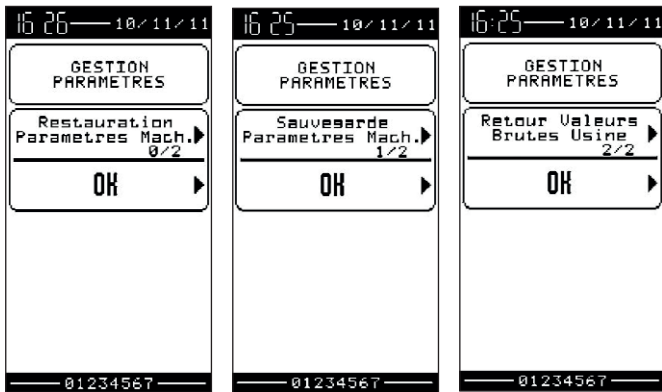 16 26 10/11/11
GESTION
PARAMETRES
Restauration
Parametres Mach.
0/2
OK
01234567
16 25 10/11/11
GESTION
PARAMETRES
Sauvegarde
Parametres Mach.
1/2
OK
01234567
16:25 10/11/11
GESTION
PARAMETRES
Retour Valeurs
Brutes Usine
2/2
OK
01234567